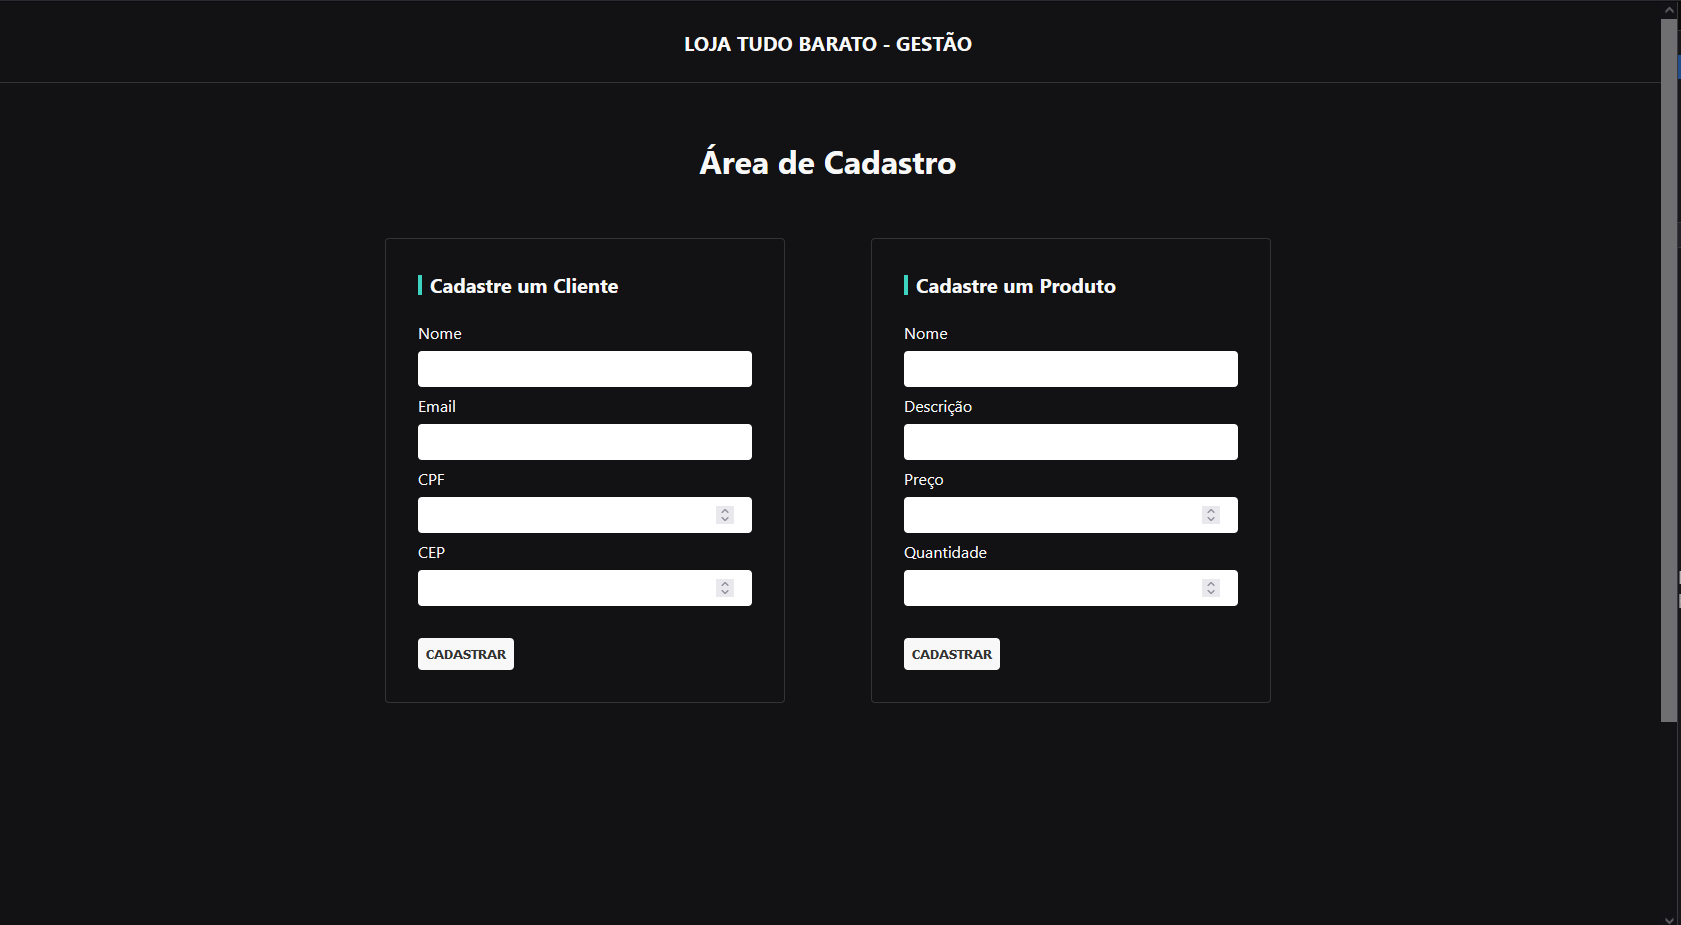 LOJA TUDO BARATO - GESTÃO
Área de Cadastro
Cadastre um Cliente
Nome
Email
CPF
CEP
CADASTRAR
Cadastre um Produto
Nome
Descrição
Preço
Quantidade
CADASTRAR